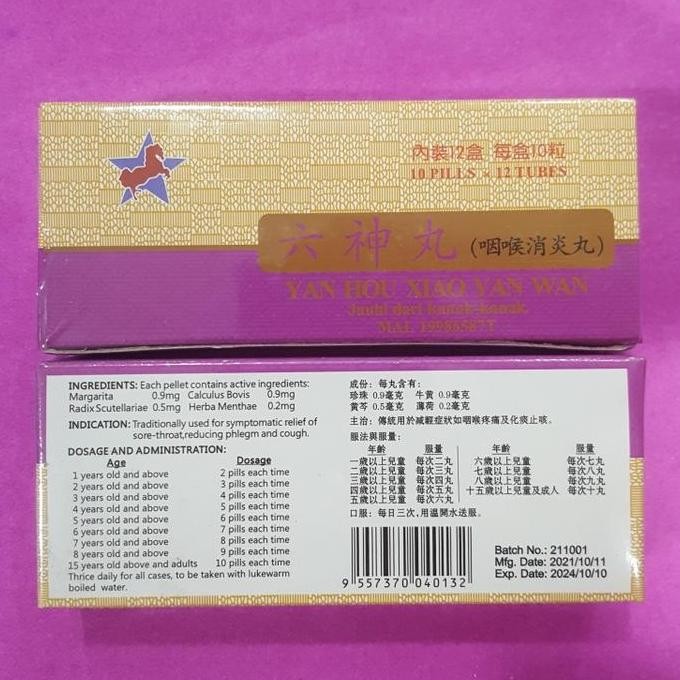 內裝12盒 每盒10粒
10 PILLS × 12 TUBES
六神丸 (咽喉消炎丸)
YAN HOU XIAO YAN WAN
Jauhi dari kanak-kanak
MAL 19986587T
INGREDIENTS: Each pellet contains active ingredients:
Margarita 0.9mg Calculus Bovis 0.9mg
Radix Scutellariae 0.5mg Herba Menthae 0.2mg
INDICATION: Traditionally used for symptomatic relief of
sore-throat,reducing phlegm and cough.
DOSAGE AND ADMINISTRATION:
Age Dosage
1 years old and above 2 pills each time
2 years old and above 3 pills each time
3 years old and above 4 pills each time
4 years old and above 5 pills each time
5 years old and above 6 pills each time
6 years old and above 7 pills each time
7 years old and above 8 pills each time
8 years old and above 9 pills each time
15 years old above and adults 10 pills each time
Thrice daily for all cases, to be taken with lukewarm
boiled water.
成份：每丸含有：
珍珠 0.9毫克 牛黄 0.9毫克
黄芩 0.5毫克 薄荷 0.2毫克
主治：傳統用於減輕症狀如咽喉疼痛及化痰止咳。
服法與服量：
年齡 服量 年齡 服量
一歲以上兒童 每次二丸 六歲以上兒童 每次七丸
二歲以上兒童 每次三丸 七歲以上兒童 每次八丸
三歲以上兒童 每次四丸 八歲以上兒童 每次九丸
四歲以上兒童 每次五丸 十五歲以上兒童及成人 每次十丸
五歲以上兒童 每次六丸
口服：每日三次，用溫開水送服。
9 557370 040132
Batch No.: 211001
Mfg. Date: 2021/10/11
Exp. Date: 2024/10/10